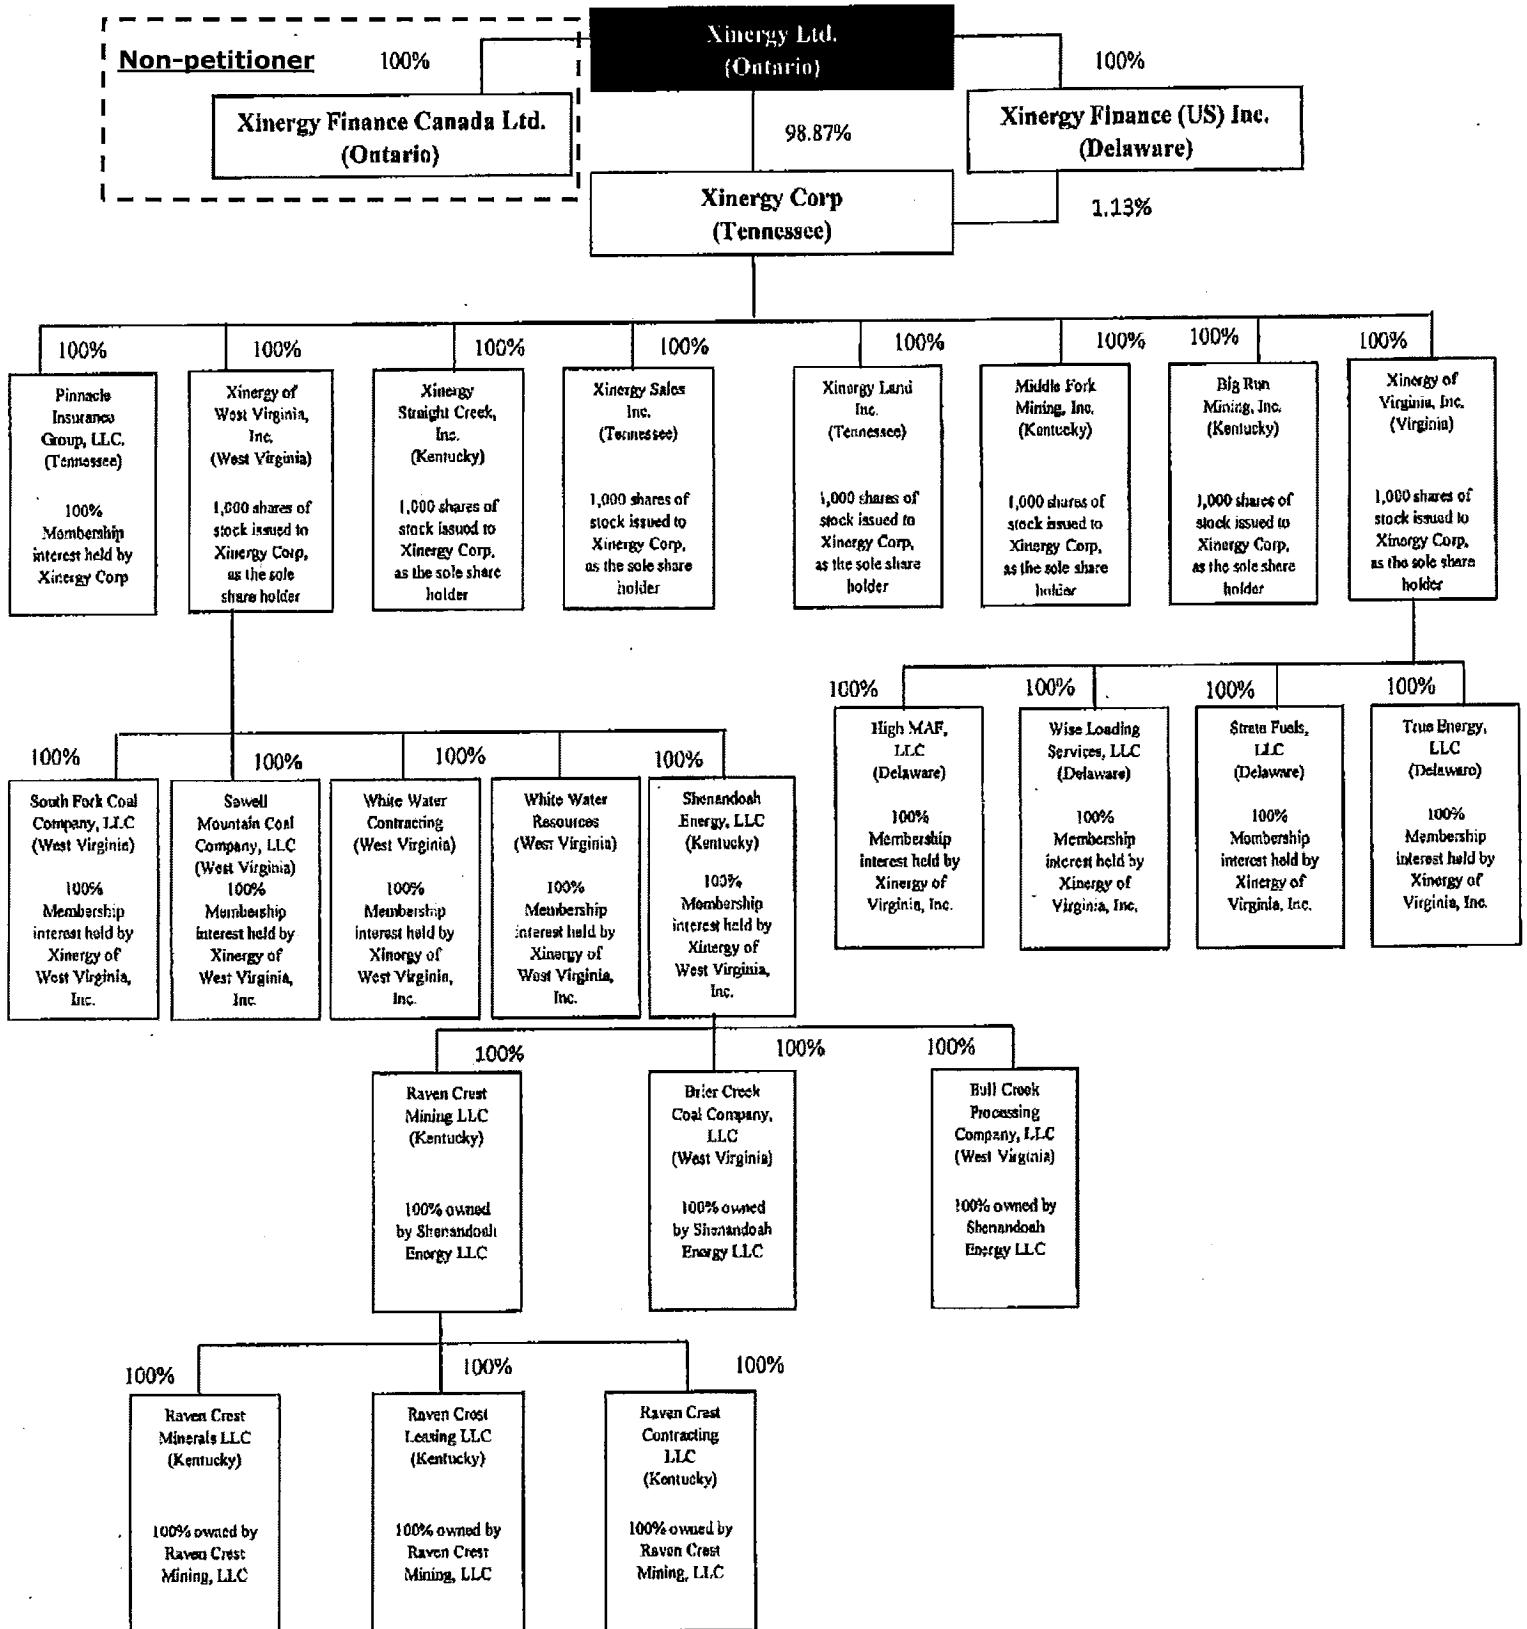 Non-petitioner
100%
Xinergy Ltd.
(Ontario)
100%
Xinergy Finance Canada Ltd.
(Ontario)
98.87%
Xinergy Finance (US) Inc.
(Delaware)
Xinergy Corp
(Tennessee)
1.13%
100%
Pinnacle
Insurance
Group, LLC.
(Tennessee)
100%
Membership
interest held by
Xinergy Corp
100%
Xinergy of
West Virginia,
Inc.
(West Virginia)
1,000 shares of
stock issued to
Xinergy Corp,
as the sole
share holder
100%
Xinergy
Straight Creek,
Inc.
(Kentucky)
1,000 shares of
stock issued to
Xinergy Corp,
as the sole share
holder
100%
Xinergy Sales
Inc.
(Tennessee)
1,000 shares of
stock issued to
Xinergy Corp,
as the sole share
holder
100%
Xinergy Land
Inc.
(Tennessee)
1,000 shares of
stock issued to
Xinergy Corp,
as the sole share
holder
100%
Middle Fork
Mining, Inc.
(Kentucky)
1,000 shares of
stock issued to
Xinergy Corp,
as the sole share
holder
100%
Big Run
Mining, Inc.
(Kentucky)
1,000 shares of
stock issued to
Xinergy Corp,
as the sole share
holder
100%
Xinergy of
Virginia, Inc.
(Virginia)
1,000 shares of
stock issued to
Xinergy Corp,
as the sole share
holder
100%
High MAF,
LLC
(Delaware)
100%
Membership
interest held by
Xinergy of
Virginia, Inc.
100%
Wise Loading
Services, LLC
(Delaware)
100%
Membership
interest held by
Xinergy of
Virginia, Inc.
100%
Strata Fuels,
LLC
(Delaware)
100%
Membership
interest held by
Xinergy of
Virginia, Inc.
100%
True Energy,
LLC
(Delaware)
100%
Membership
interest held by
Xinergy of
Virginia, Inc.
100%
South Fork Coal
Company, LLC
(West Virginia)
100%
Membership
interest held by
Xinergy of
West Virginia,
Inc.
100%
Sewell
Mountain Coal
Company, LLC
(West Virginia)
100%
Membership
interest held by
Xinergy of
West Virginia,
Inc.
100%
White Water
Contracting
(West Virginia)
100%
Membership
interest held by
Xinergy of
West Virginia,
Inc.
White Water
Resources
(West Virginia)
100%
Membership
interest held by
Xinergy of
West Virginia,
Inc.
100%
Shenandoah
Energy, LLC
(Kentucky)
100%
Membership
interest held by
Xinergy of
West Virginia,
Inc.
100%
Raven Crest
Mining LLC
(Kentucky)
100% owned
by Shenandoah
Energy LLC
100%
Brier Creek
Coal Company,
LLC
(West Virginia)
100% owned
by Shenandoah
Energy LLC
100%
Bull Creek
Processing
Company, LLC
(West Virginia)
100% owned by
Shenandoah
Energy LLC
100%
Raven Crest
Minerals LLC
(Kentucky)
100% owned by
Raven Crest
Mining, LLC
100%
Raven Crest
Leasing LLC
(Kentucky)
100% owned by
Raven Crest
Mining, LLC
100%
Raven Crest
Contracting
LLC
(Kentucky)
100% owned by
Raven Crest
Mining, LLC